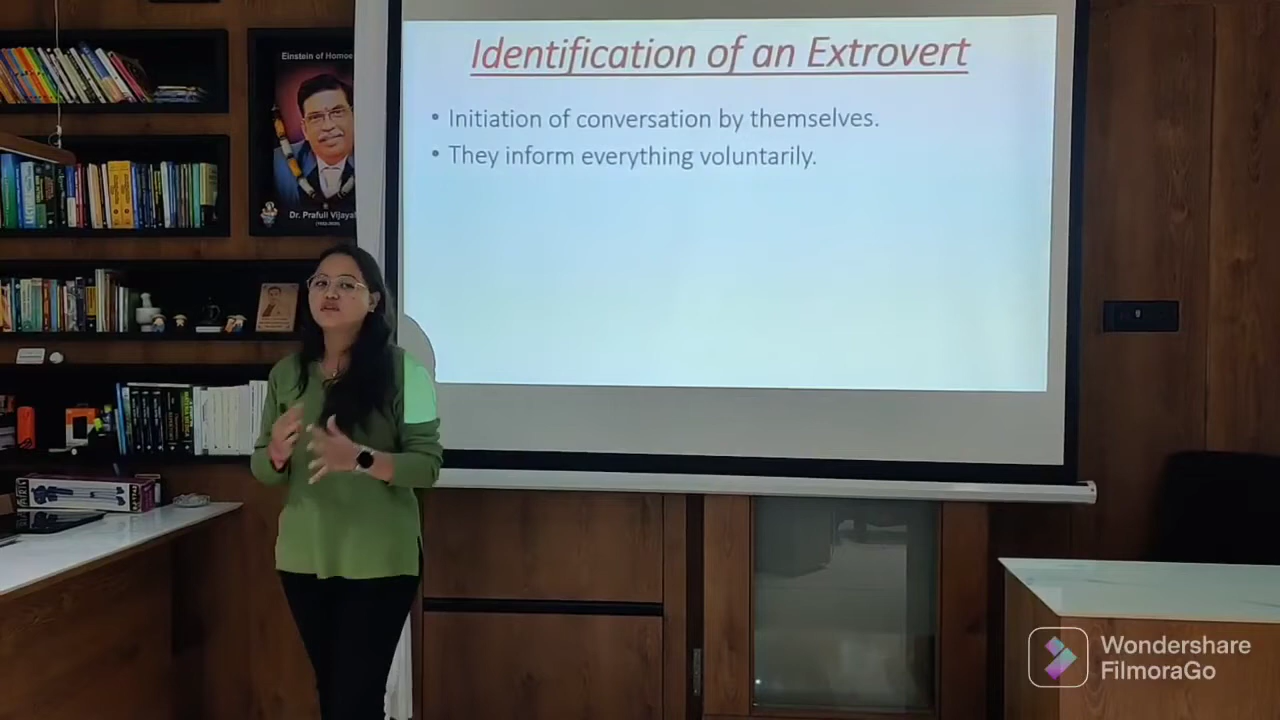 Identification of an Extrovert
• Initiation of conversation by themselves.
• They inform everything voluntarily.
Einstein of Homoe
Dr. Prafull Vijaya
Wondershare
FilmoraGo